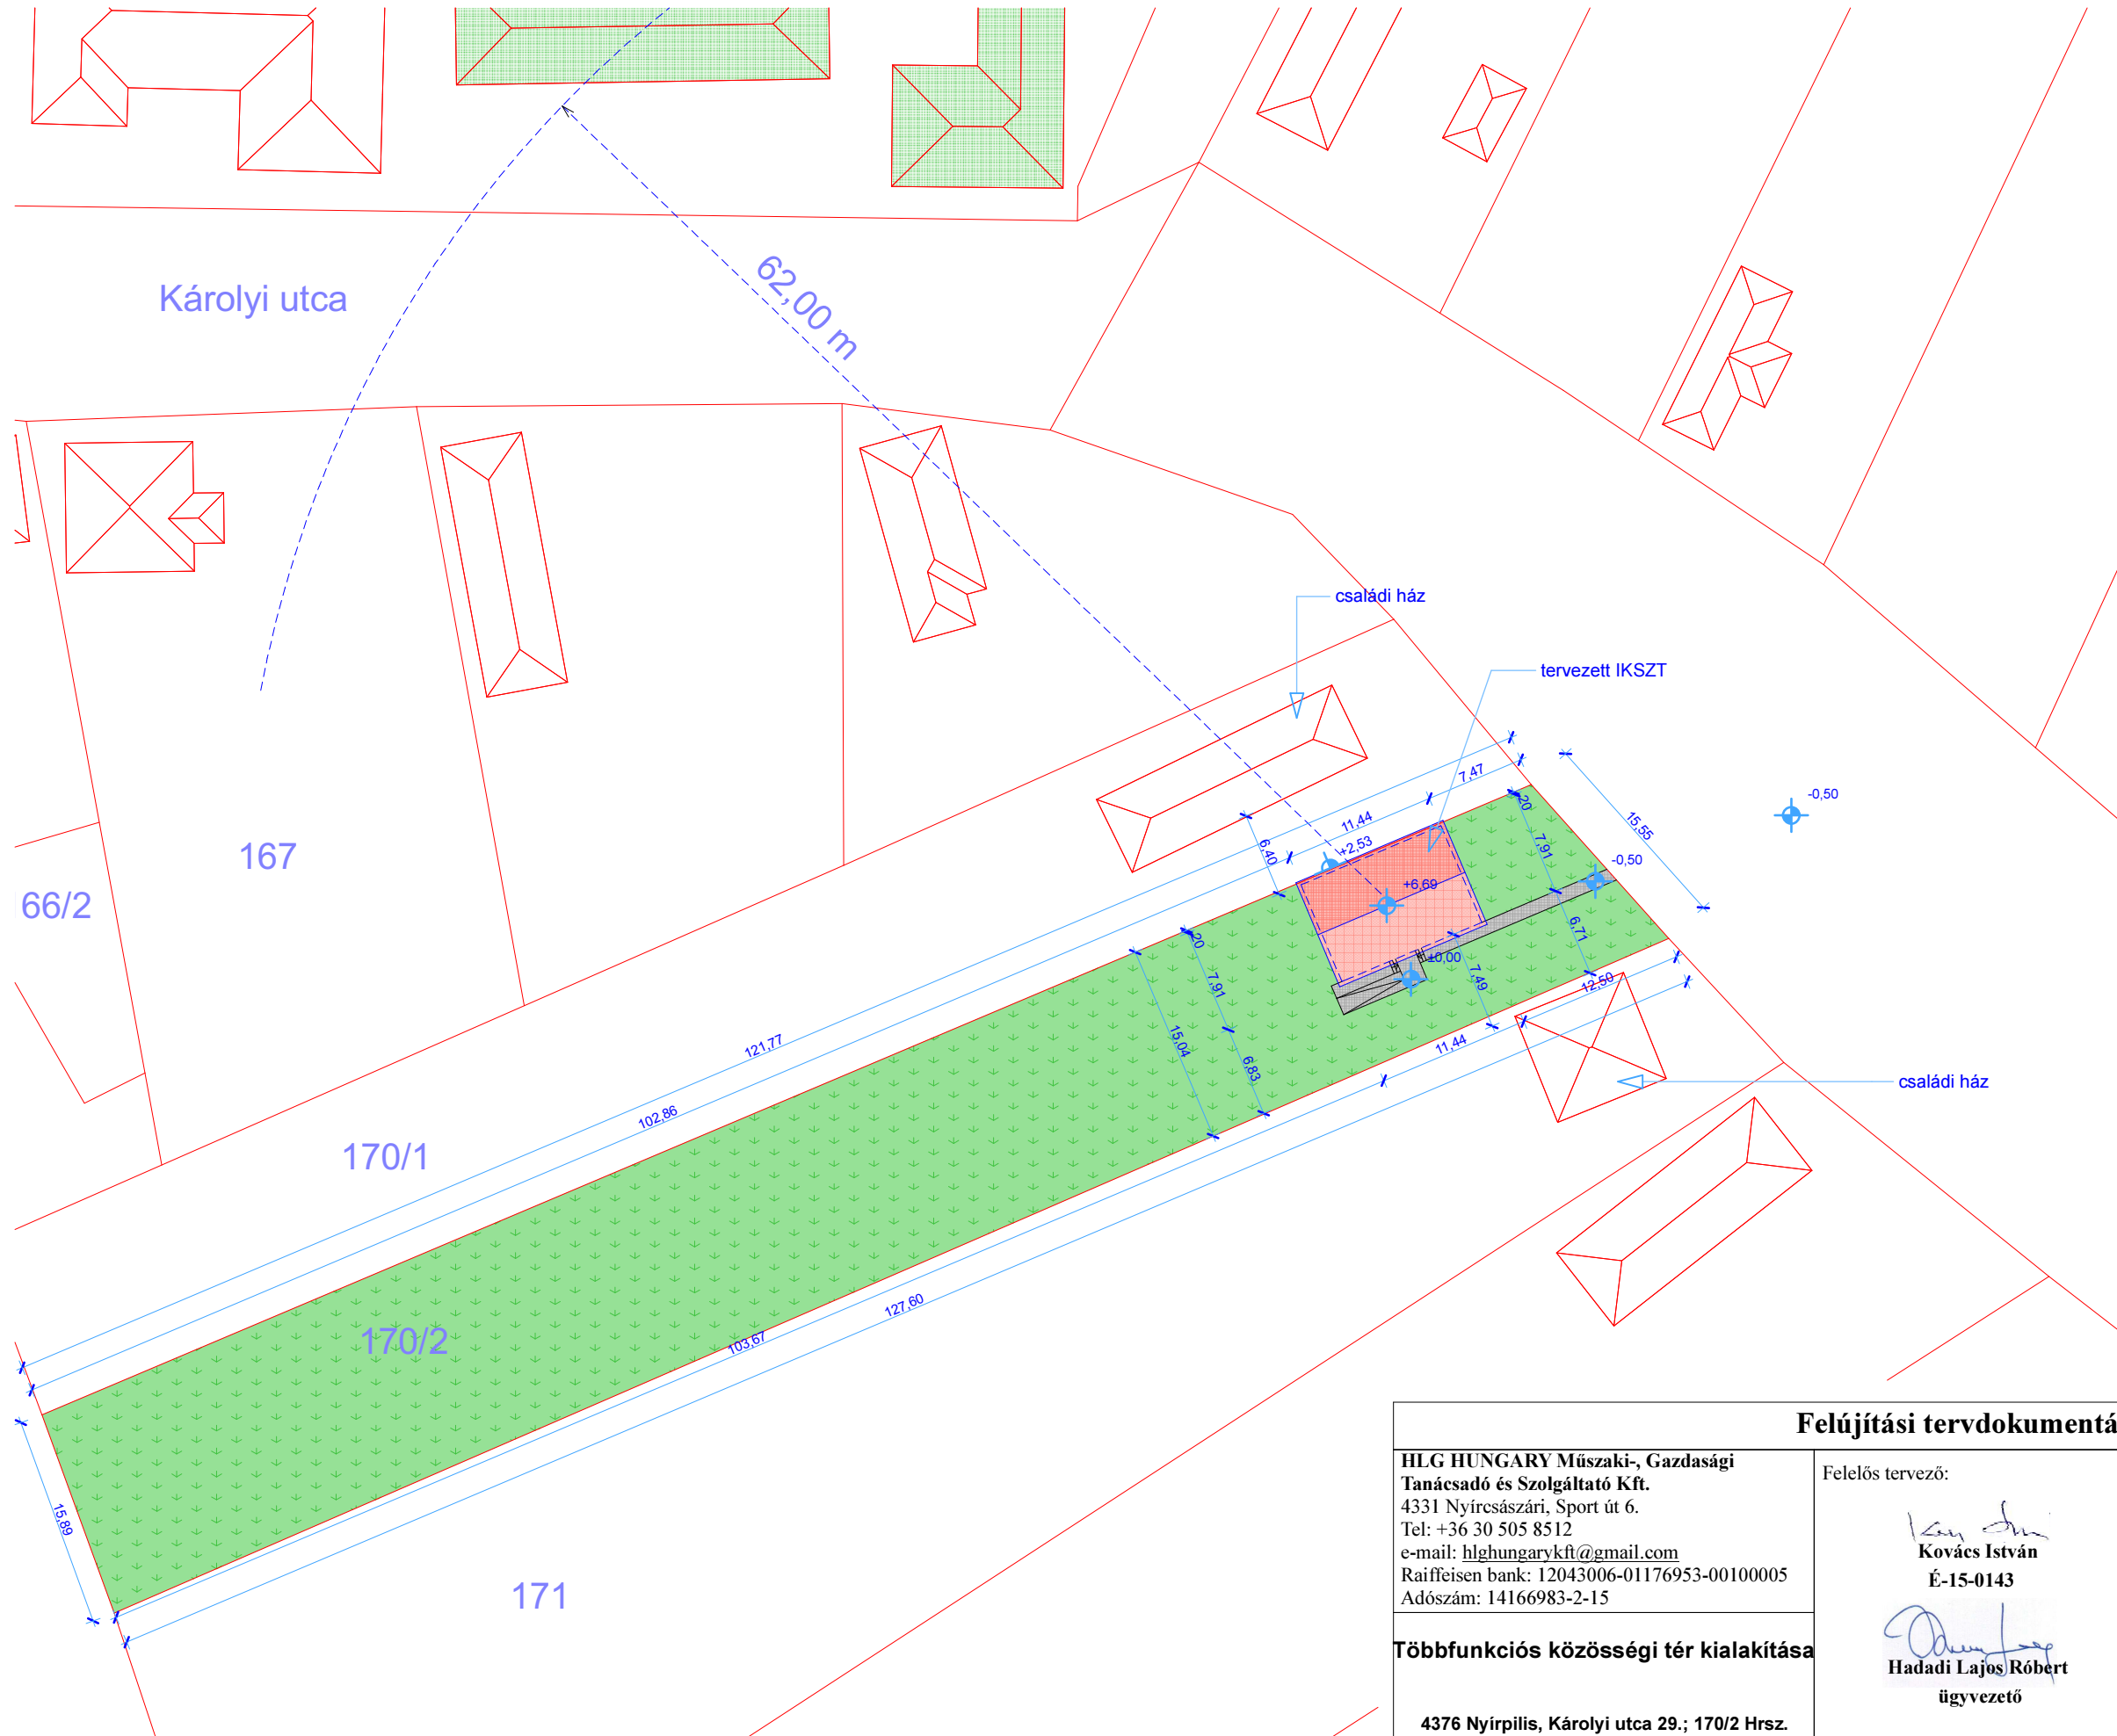 Károlyi utca
62,00 m
családi ház
tervezett IKSZT
7,47
20
-0,50
11,44
15,55
7,91
+2,53
6,40
-0,50
+6,69
167
66/2
6,71
20
±0,00
7,49
12,50
7,91
15,04
121,77
11,44
6,83
családi ház
102,86
170/1
127,60
170/2
103,67
15,89
171
Felújítási tervdokumentá
HLG HUNGARY Műszaki-, Gazdasági
Tanácsadó és Szolgáltató Kft.
4331 Nyírcsászári, Sport út 6.
Tel: +36 30 505 8512
e-mail: hlghungarykft@gmail.com
Raiffeisen bank: 12043006-01176953-00100005
Adószám: 14166983-2-15
Felelős tervező:
Kovács István
É-15-0143
Hadadi Lajos Róbert
ügyvezető
Többfunkciós közösségi tér kialakítása
4376 Nyírpilis, Károlyi utca 29.; 170/2 Hrsz.